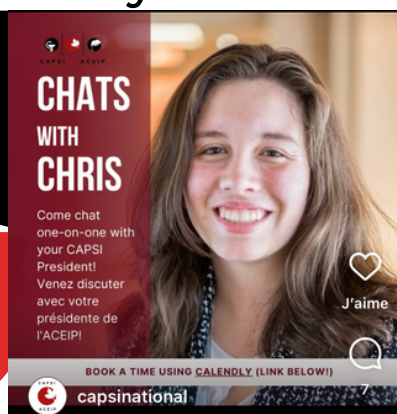 CAPSI ACEIP
CHATS
WITH
CHRIS
Come chat
one-on-one with
your CAPSI
President!
Venez discuter
avec votre
présidente de
l'ACEIP!
J'aime
BOOK A TIME USING CALENDLY (LINK BELOW!)
7
CAPSI
ACEIP
capsinational